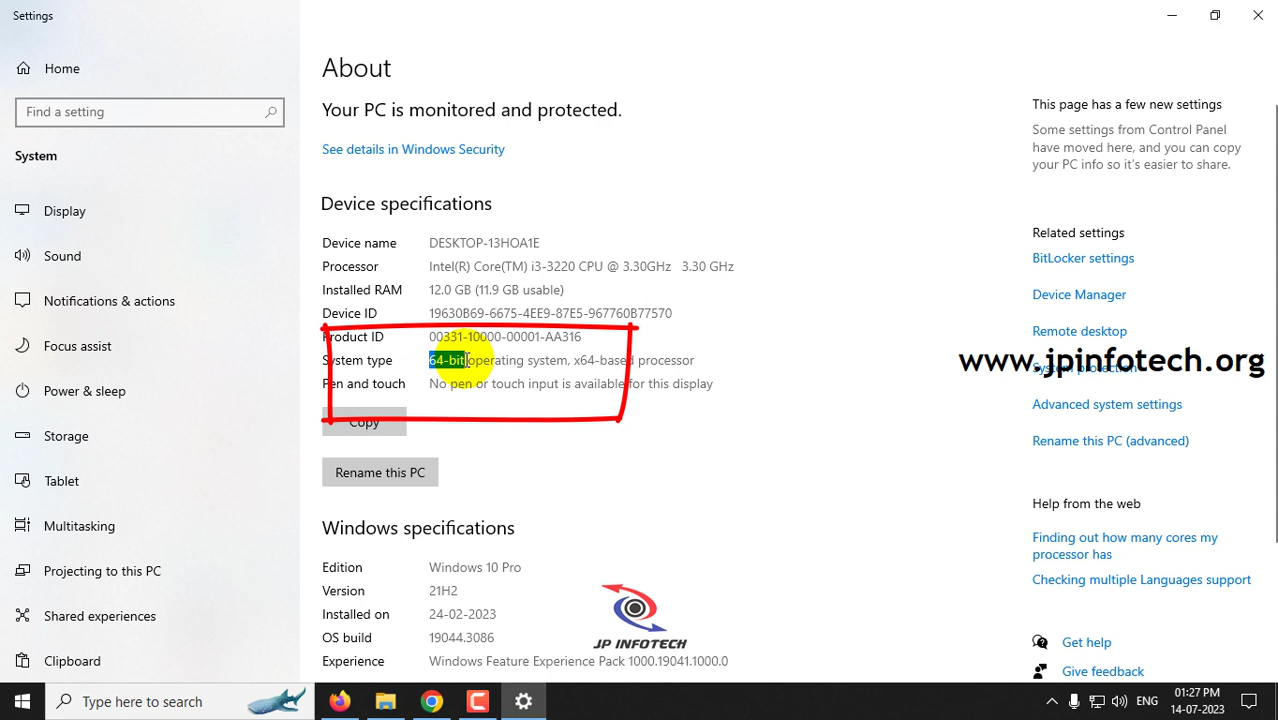 Settings
Home
Find a setting
System
Display
Sound
Notifications & actions
Focus assist
Power & sleep
Storage
Tablet
Multitasking
Projecting to this PC
Shared experiences
Clipboard
About
Your PC is monitored and protected.
See details in Windows Security
Device specifications
Device name DESKTOP-13HOA1E
Processor Intel(R) Core(TM) i3-3220 CPU @ 3.30GHz 3.30 GHz
Installed RAM 12.0 GB (11.9 GB usable)
Device ID 19630B69-6675-4EE9-87E5-967760B77570
Product ID 00331-10000-00001-AA316
System type 64-bit operating system, x64-based processor
Pen and touch No pen or touch input is available for this display
Copy
Rename this PC
Windows specifications
Edition Windows 10 Pro
Version 21H2
Installed on 24-02-2023
OS build 19044.3086
Experience Windows Feature Experience Pack 1000.19041.1000.0
JP INFOTECH
This page has a few new settings
Some settings from Control Panel
have moved here, and you can copy
your PC info so it's easier to share.
Related settings
BitLocker settings
Device Manager
Remote desktop
System protection
www.jpinfotech.org
Advanced system settings
Rename this PC (advanced)
Help from the web
Finding out how many cores my
processor has
Checking multiple Languages support
Get help
Give feedback
Type here to search
ENG
01:27 PM
14-07-2023